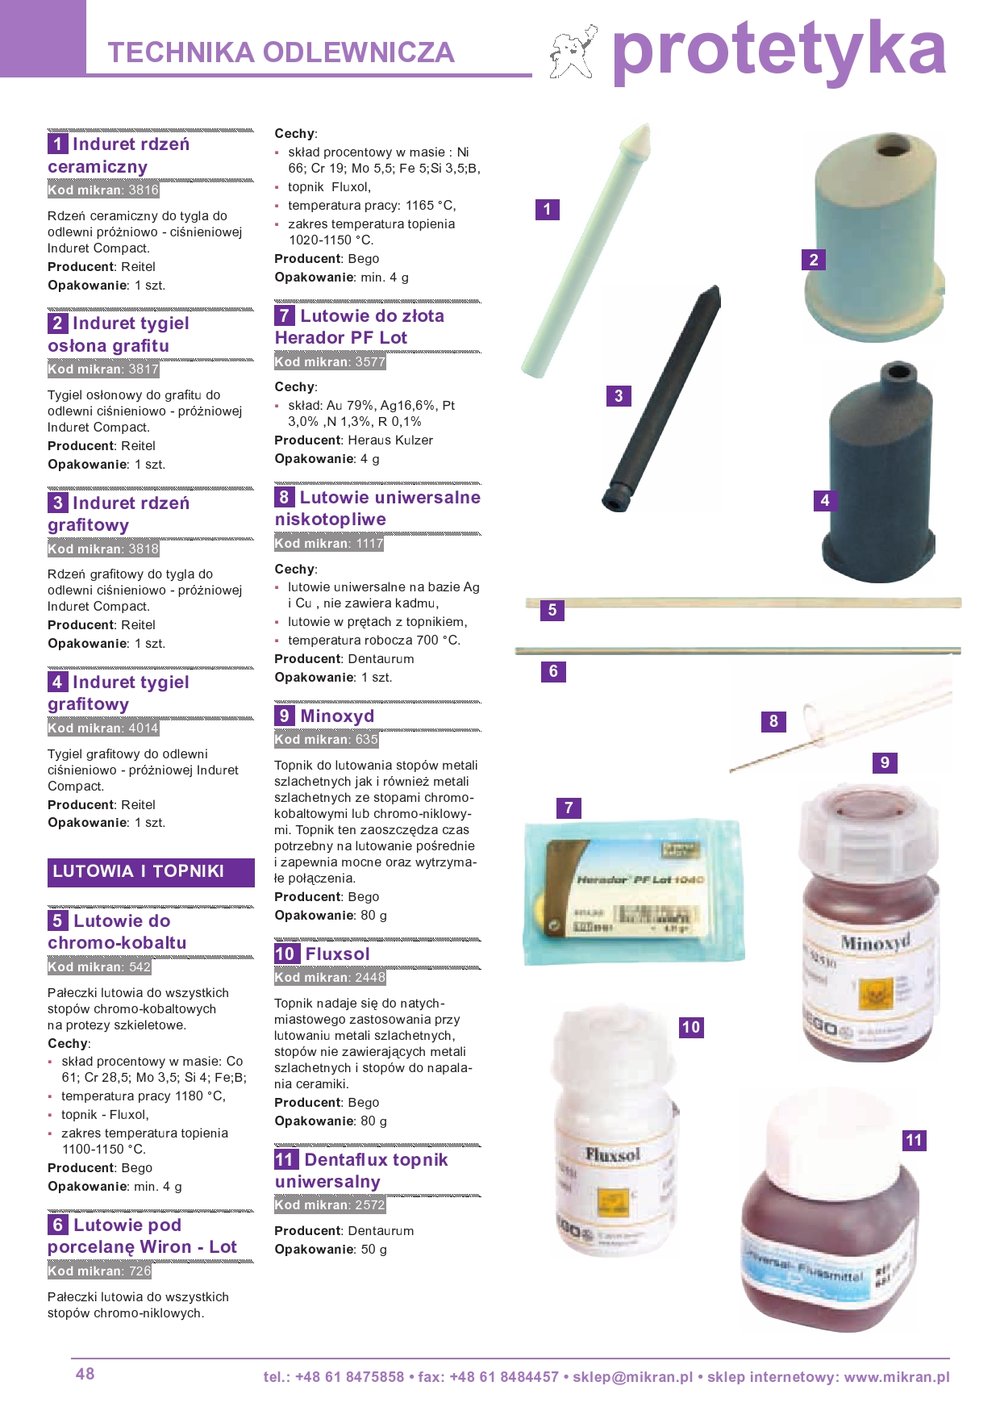 TECHNIKA ODLEWNICZA
protetyka
1 Induret rdzeń
ceramiczny
Kod mikran: 3816
Rdzeń ceramiczny do tygla do
odlewni próżniowo - ciśnieniowej
Induret Compact.
Producent: Reitel
Opakowanie: 1 szt.
2 Induret tygiel
osłona grafitu
Kod mikran: 3817
Tygiel osłonowy do grafitu do
odlewni ciśnieniowo - próżniowej
Induret Compact.
Producent: Reitel
Opakowanie: 1 szt.
3 Induret rdzeń
grafitowy
Kod mikran: 3818
Rdzeń grafitowy do tygla do
odlewni ciśnieniowo - próżniowej
Induret Compact.
Producent: Reitel
Opakowanie: 1 szt.
4 Induret tygiel
grafitowy
Kod mikran: 4014
Tygiel grafitowy do odlewni
ciśnieniowo - próżniowej Induret
Compact.
Producent: Reitel
Opakowanie: 1 szt.
LUTOWIA I TOPNIKI
5 Lutowie do
chromo-kobaltu
Kod mikran: 542
Pałeczki lutowia do wszystkich
stopów chromo-kobaltowych
na protezy szkieletowe.
Cechy:
▪ skład procentowy w masie: Co
61; Cr 28,5; Mo 3,5; Si 4; Fe;B;
▪ temperatura pracy 1180 °C,
▪ topnik - Fluxol,
▪ zakres temperatura topienia
1100-1150 °C.
Producent: Bego
Opakowanie: min. 4 g
6 Lutowie pod
porcelanę Wiron - Lot
Kod mikran: 726
Pałeczki lutowia do wszystkich
stopów chromo-niklowych.
Cechy:
▪ skład procentowy w masie : Ni
66; Cr 19; Mo 5,5; Fe 5;Si 3,5;B,
▪ topnik Fluxol,
▪ temperatura pracy: 1165 °C,
▪ zakres temperatura topienia
1020-1150 °C.
Producent: Bego
Opakowanie: min. 4 g
7 Lutowie do złota
Herador PF Lot
Kod mikran: 3577
Cechy:
▪ skład: Au 79%, Ag16,6%, Pt
3,0% ,N 1,3%, R 0,1%
Producent: Heraus Kulzer
Opakowanie: 4 g
8 Lutowie uniwersalne
niskotopliwe
Kod mikran: 1117
Cechy:
▪ lutowie uniwersalne na bazie Ag
i Cu , nie zawiera kadmu,
▪ lutowie w prętach z topnikiem,
▪ temperatura robocza 700 °C.
Producent: Dentaurum
Opakowanie: 1 szt.
9 Minoxyd
Kod mikran: 635
Topnik do lutowania stopów metali
szlachetnych jak i również metali
szlachetnych ze stopami chromo-
kobaltowymi lub chromo-niklowy-
mi. Topnik ten zaoszczędza czas
potrzebny na lutowanie pośrednie
i zapewnia mocne oraz wytrzyma-
łe połączenia.
Producent: Bego
Opakowanie: 80 g
10 Fluxsol
Kod mikran: 2448
Topnik nadaje się do natych-
miastowego zastosowania przy
lutowaniu metali szlachetnych,
stopów nie zawierających metali
szlachetnych i stopów do napala-
nia ceramiki.
Producent: Bego
Opakowanie: 80 g
11 Dentaflux topnik
uniwersalny
Kod mikran: 2572
Producent: Dentaurum
Opakowanie: 50 g
1
2
3
4
5
6
8
9
7
Herador PF Lot 1040
Minoxyd
52530
10
Fluxsol
11
Universal- Flussmittel
REF
48
tel.: +48 61 8475858 • fax: +48 61 8484457 • sklep@mikran.pl • sklep internetowy: www.mikran.pl